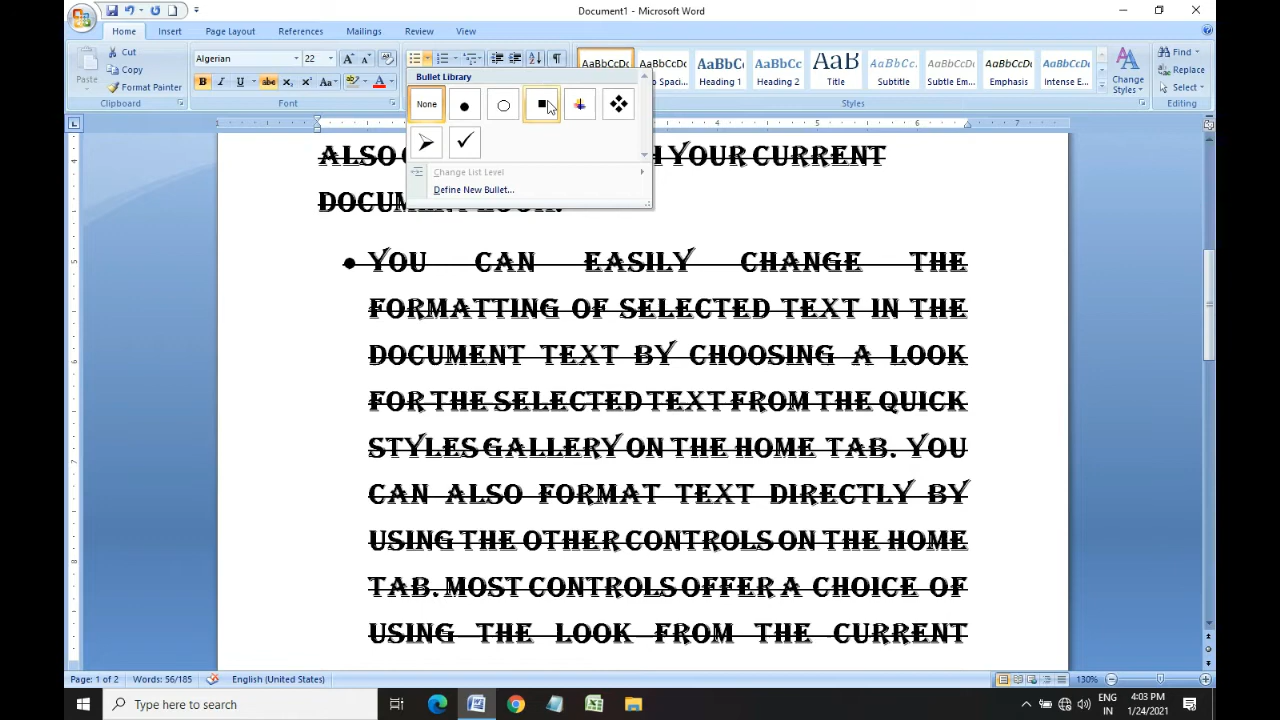 Document1 - Microsoft Word
Home Insert Page Layout References Mailings Review View
Cut
Copy
Format Painter
Paste
Clipboard
Algerian 22
B I U abc X₂ X² Aa
Font
AaBbCcDc
o Spaci...
AaBbC
Heading 1
AaBbCc
Heading 2
AaB
Title
AaBbCcI
Subtitle
AaBbCcDc
Subtle Em...
AaBbCcDc
Emphasis
AaBbCcDc
Intense E...
Change Styles
Styles
Find
Replace
Select
Editing
Bullet Library
None
Change List Level
Define New Bullet...
ALSO YOUR CURRENT
YOU CAN EASILY CHANGE THE
FORMATTING OF SELECTED TEXT IN THE
DOCUMENT TEXT BY CHOOSING A LOOK
FOR THE SELECTED TEXT FROM THE QUICK
STYLES GALLERY ON THE HOME TAB. YOU
CAN ALSO FORMAT TEXT DIRECTLY BY
USING THE OTHER CONTROLS ON THE HOME
TAB. MOST CONTROLS OFFER A CHOICE OF
USING THE LOOK FROM THE CURRENT
Page: 1 of 2 Words: 56/185 English (United States) 130%
Type here to search
ENG
IN
4:03 PM
1/24/2021